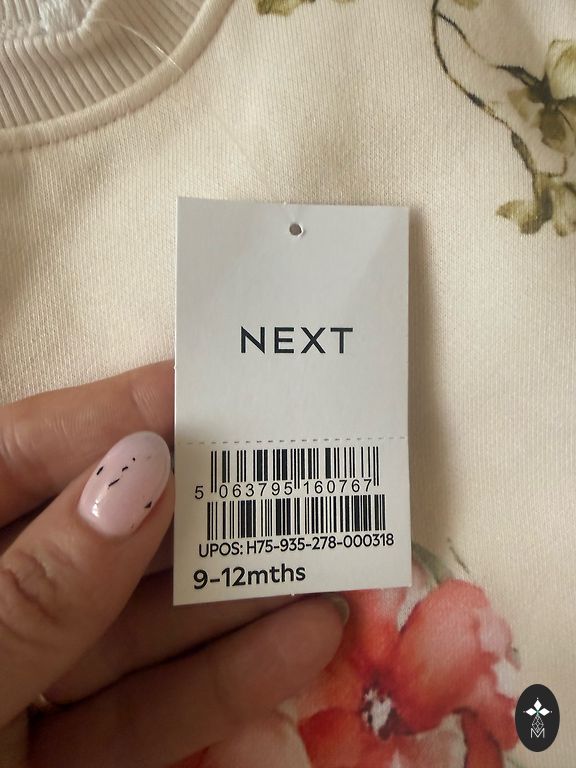 NEXT
5 063795 160767
UPOS: H75-935-278-000318
9-12mths
M